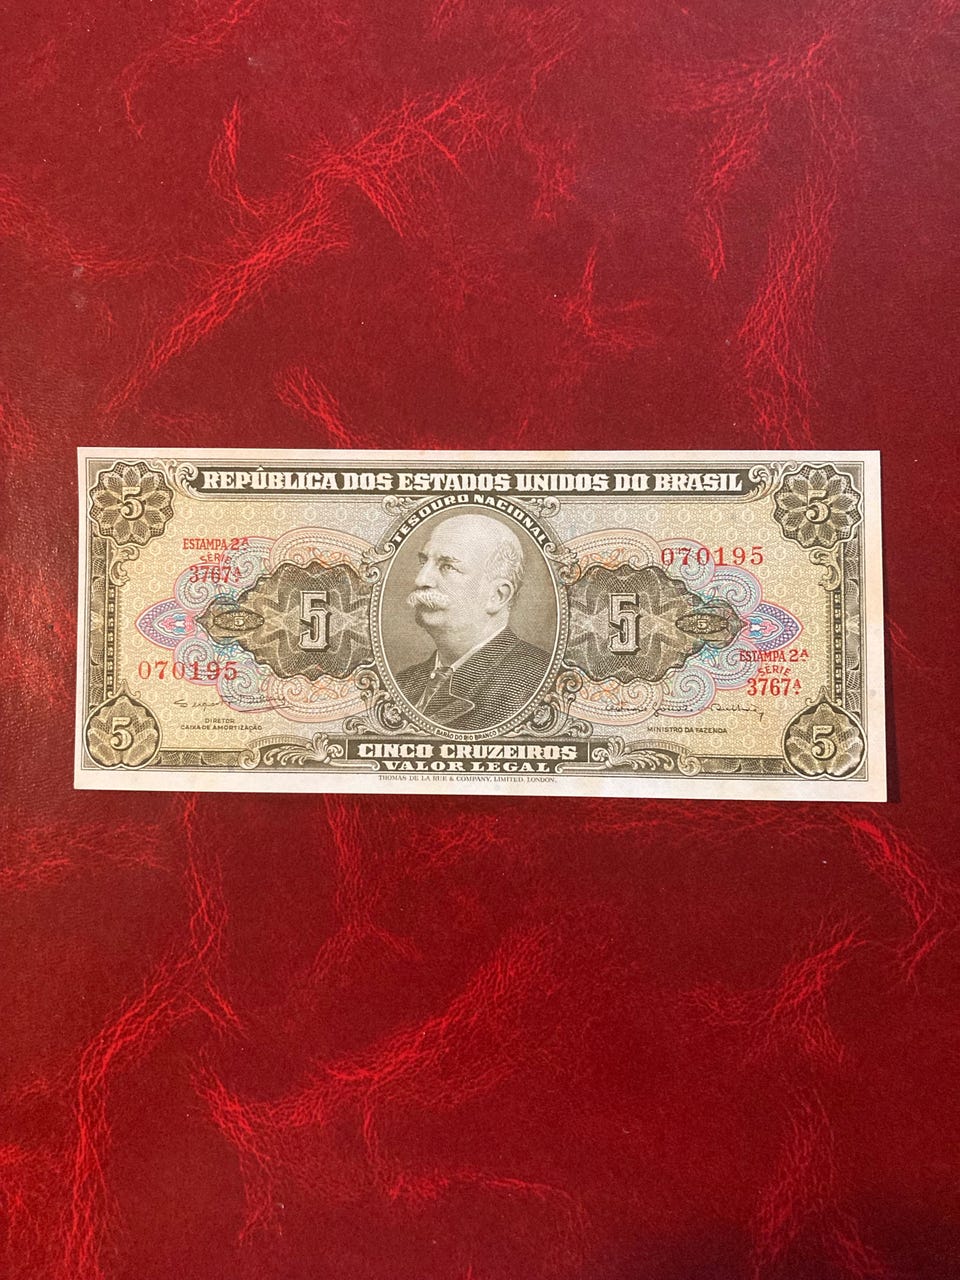 5
REPÚBLICA DOS ESTADOS UNIDOS DO BRASIL
5
TESOURO NACIONAL
ESTAMPA 2ª
SÉRIE
3767ª
070195
5
5
5
5
070195
ESTAMPA 2ª
SÉRIE
3767ª
DIRETOR
CAIXA DE AMORTIZAÇÃO
BARÃO DO RIO BRANCO
MINISTRO DA FAZENDA
5
CINCO CRUZEIROS
VALOR LEGAL
5
THOMAS DE LA RUE & COMPANY, LIMITED, LONDON.